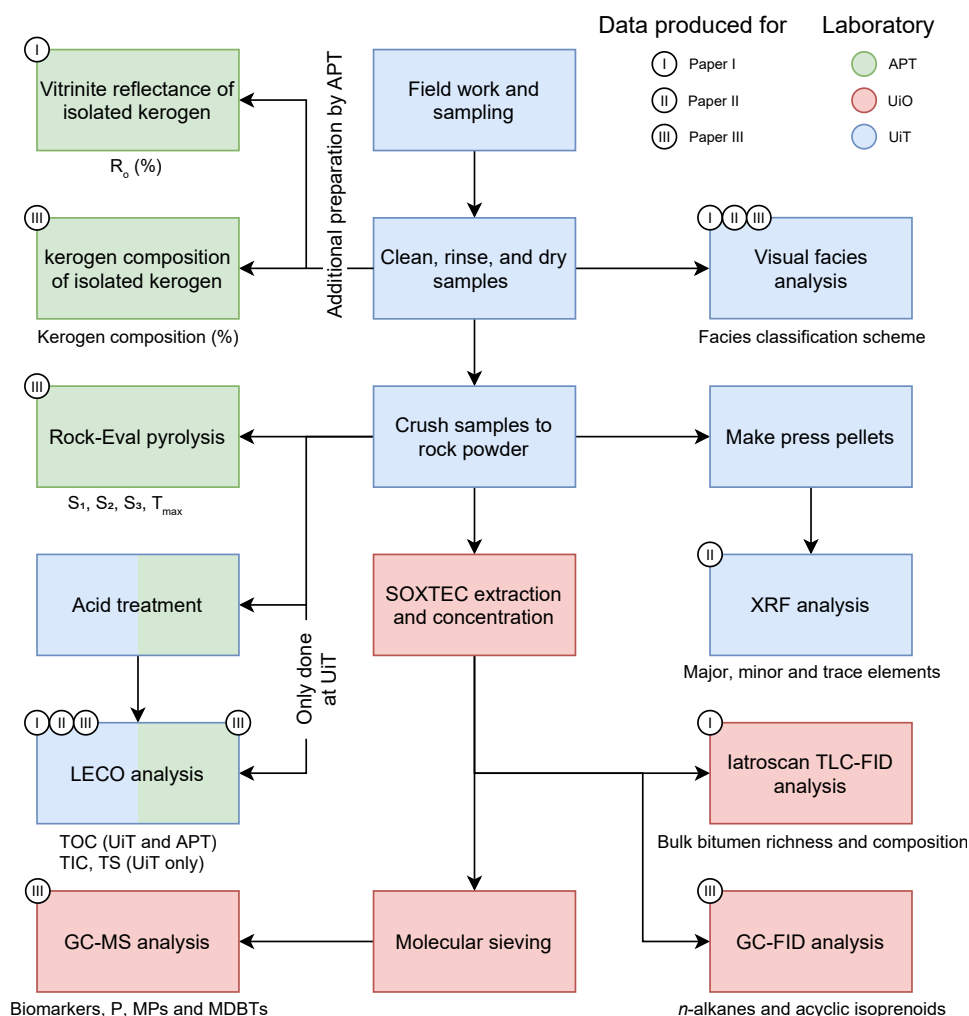 Data produced for
Laboratory
I
Paper I
APT
II
Paper II
UiO
III
Paper III
UiT
I
Vitrinite reflectance of
isolated kerogen
Ro (%)
Additional preparation by APT
Field work and
sampling
III
kerogen composition
of isolated kerogen
Kerogen composition (%)
Clean, rinse, and dry
samples
I II III
Visual facies
analysis
Facies classification scheme
III
Rock-Eval pyrolysis
S₁, S₂, S₃, Tmax
Crush samples to
rock powder
Make press pellets
Acid treatment
Only done
at UiT
SOXTEC extraction
and concentration
II
XRF analysis
Major, minor and trace elements
I II III
III
LECO analysis
TOC (UiT and APT)
TIC, TS (UiT only)
I
Iatroscan TLC-FID
analysis
Bulk bitumen richness and composition
III
GC-MS analysis
Biomarkers, P, MPs and MDBTs
Molecular sieving
III
GC-FID analysis
n-alkanes and acyclic isoprenoids